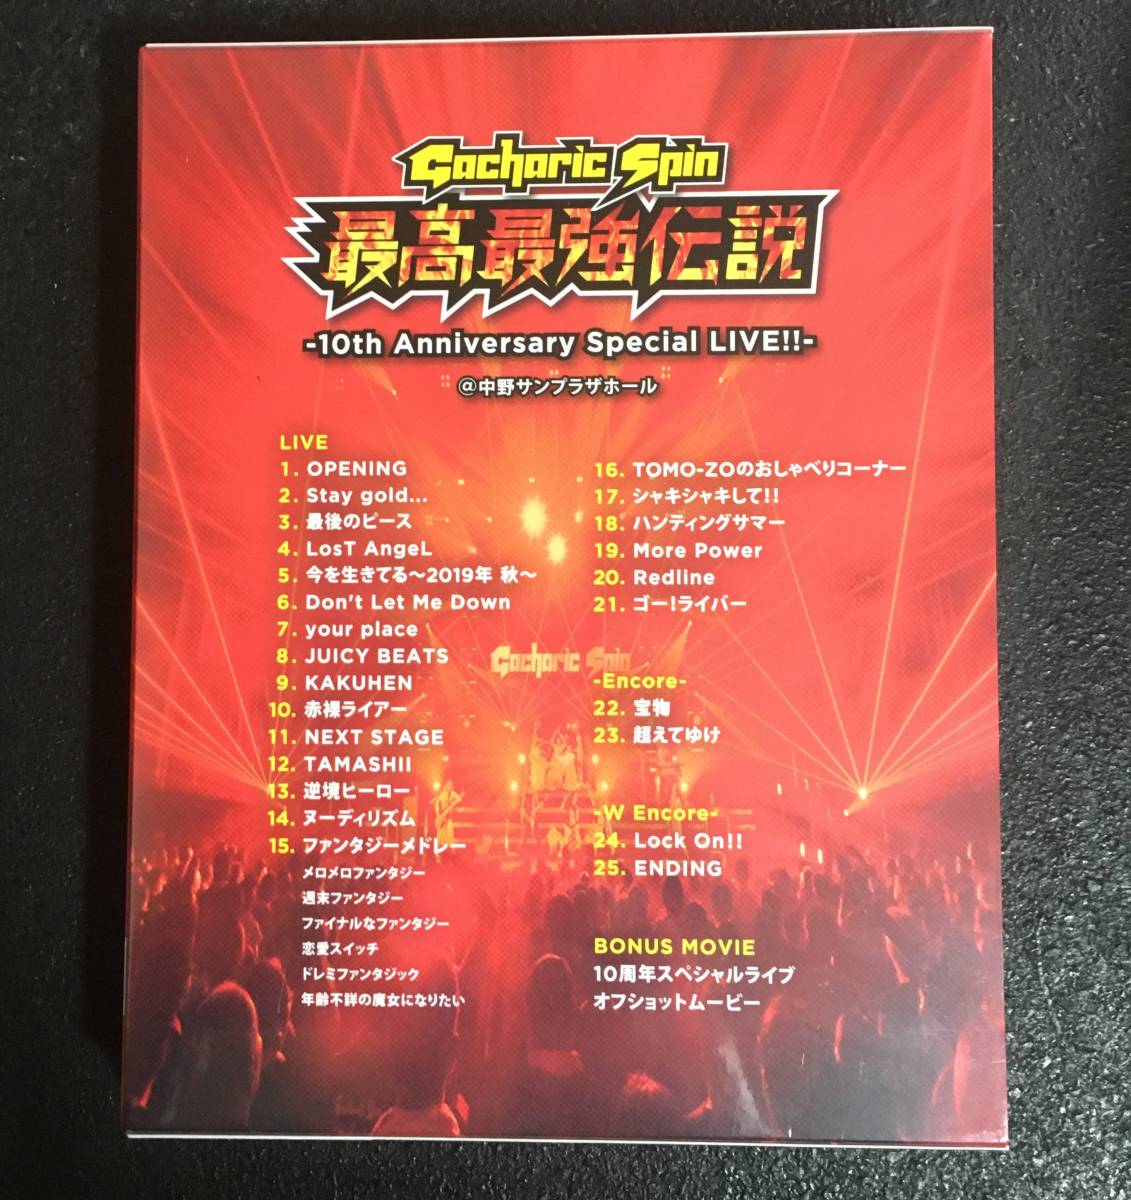 Gacharic Spin
最高最強伝説
-10th Anniversary Special LIVE!!-
@中野サンプラザホール
LIVE
1. OPENING
2. Stay gold...
3. 最後のピース
4. LosT AngeL
5. 今を生きてる～2019年 秋～
6. Don't Let Me Down
7. your place
8. JUICY BEATS
9. KAKUHEN
10. 赤裸ライアー
11. NEXT STAGE
12. TAMASHII
13. 逆境ヒーロー
14. ヌーディリズム
15. ファンタジーメドレー
メロメロファンタジー
週末ファンタジー
ファイナルなファンタジー
恋愛スイッチ
ドレミファンタジック
年齢不詳の魔女になりたい
16. TOMO-ZOのおしゃべりコーナー
17. シャキシャキして!!
18. ハンティングサマー
19. More Power
20. Redline
21. ゴー!ライバー
Gacharic Spin
-Encore-
22. 宝物
23. 超えてゆけ
-W Encore-
24. Lock On!!
25. ENDING
BONUS MOVIE
10周年スペシャルライブ
オフショットムービー